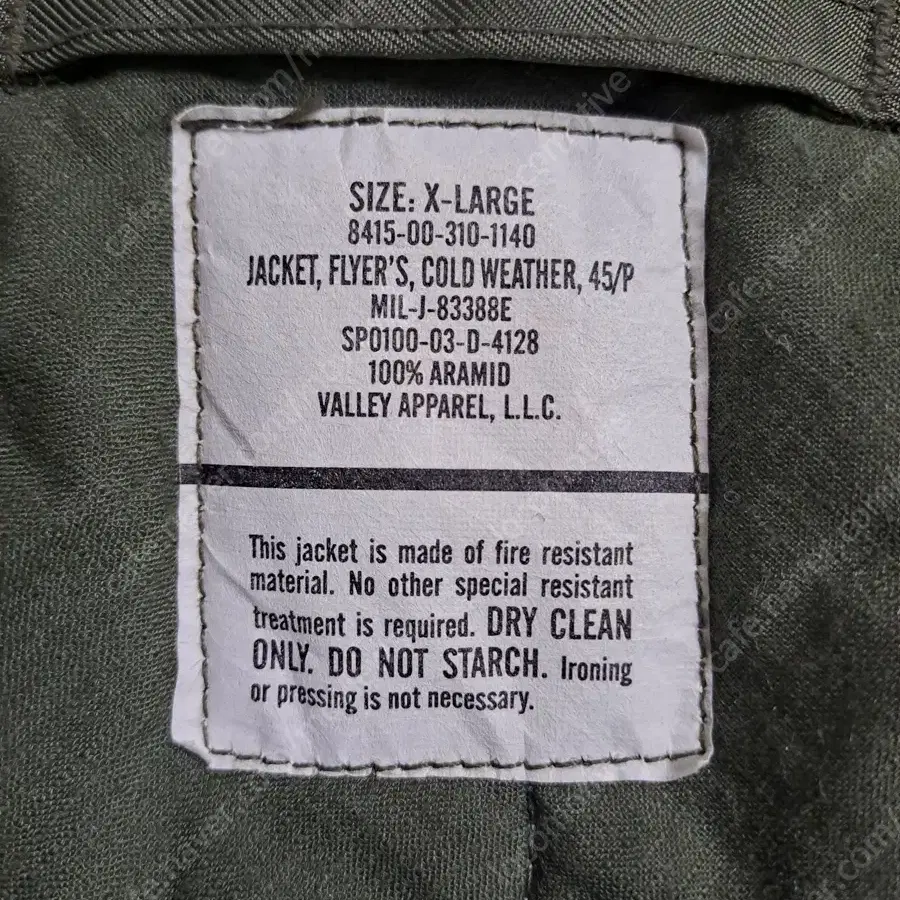 SIZE: X-LARGE
8415-00-310-1140
JACKET, FLYER'S, COLD WEATHER, 45/P
MIL-J-83388E
SP0100-03-D-4128
100% ARAMID
VALLEY APPAREL, L.L.C.
This jacket is made of fire resistant
material. No other special resistant
treatment is required. DRY CLEAN
ONLY. DO NOT STARCH. Ironing
or pressing is not necessary.